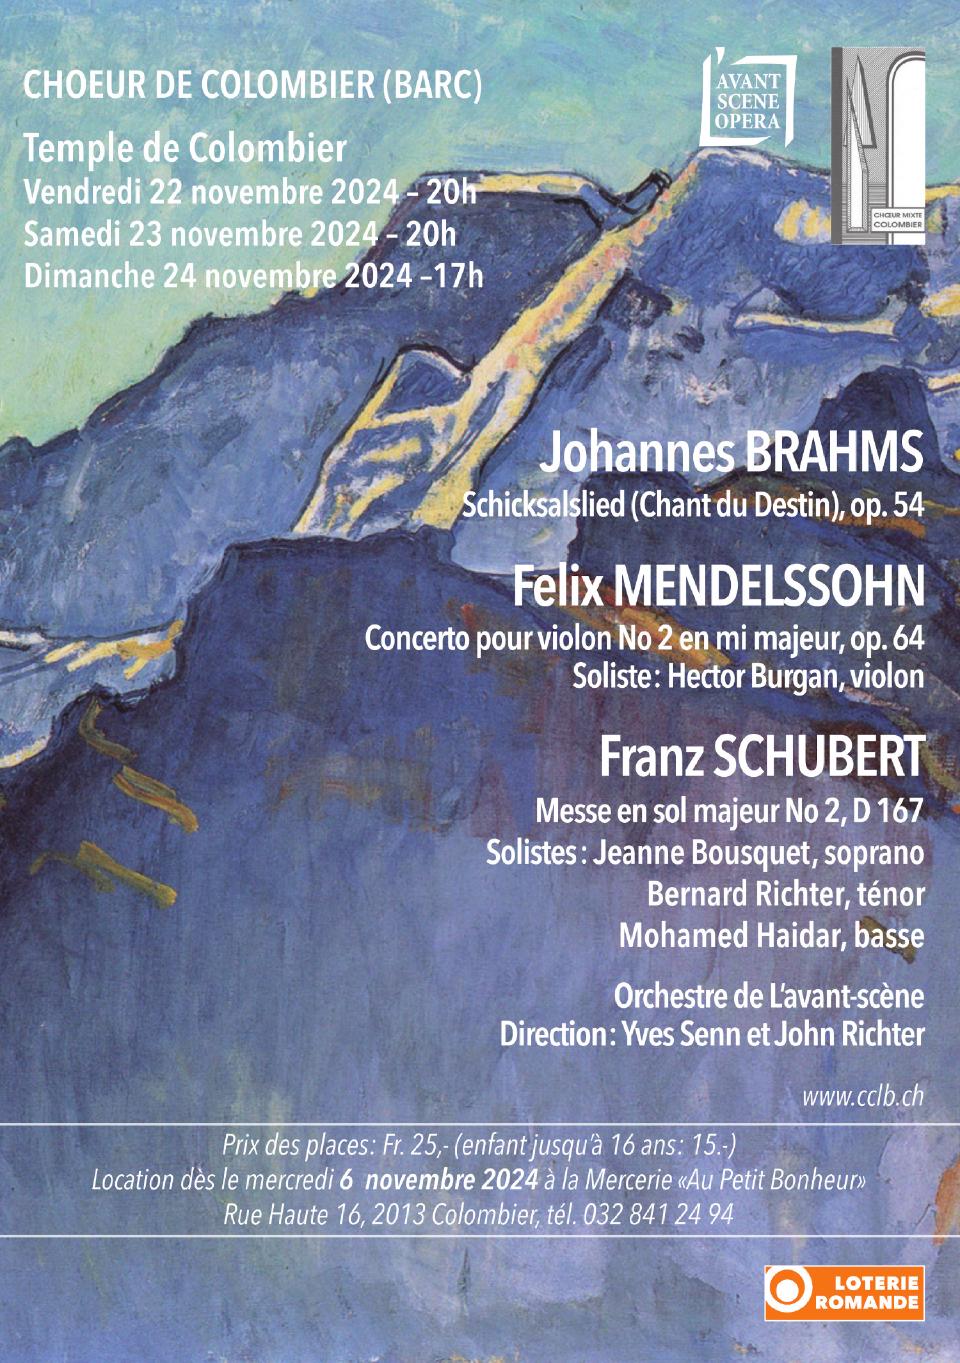 CHOEUR DE COLOMBIER (BARC)
Temple de Colombier
Vendredi 22 novembre 2024 – 20h
Samedi 23 novembre 2024 – 20h
Dimanche 24 novembre 2024 –17h
L'AVANT
SCENE
OPERA
CHŒUR MIXTE
COLOMBIER
Johannes BRAHMS
Schicksalslied (Chant du Destin), op. 54
Felix MENDELSSOHN
Concerto pour violon No 2 en mi majeur, op. 64
Soliste : Hector Burgan, violon
Franz SCHUBERT
Messe en sol majeur No 2, D 167
Solistes : Jeanne Bousquet, soprano
Bernard Richter, ténor
Mohamed Haidar, basse
Orchestre de L'avant-scène
Direction : Yves Senn et John Richter
www.cclb.ch
Prix des places : Fr. 25,- (enfant jusqu'à 16 ans : 15.-)
Location dès le mercredi 6 novembre 2024 à la Mercerie «Au Petit Bonheur»
Rue Haute 16, 2013 Colombier, tél. 032 841 24 94
LOTERIE
ROMANDE